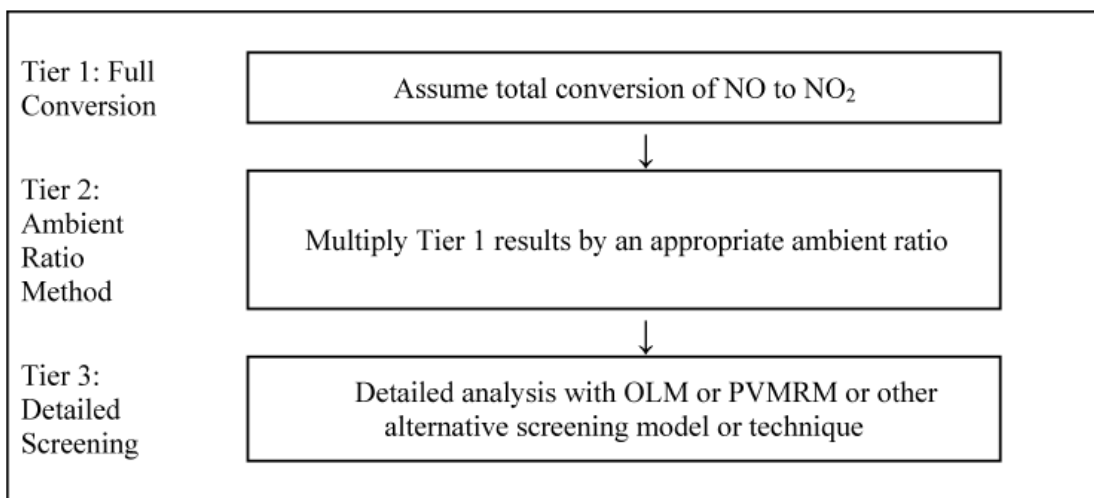 Tier 1: Full
Conversion
Assume total conversion of NO to NO₂
↓
Tier 2:
Ambient
Ratio
Method
Multiply Tier 1 results by an appropriate ambient ratio
↓
Tier 3:
Detailed
Screening
Detailed analysis with OLM or PVMRM or other
alternative screening model or technique